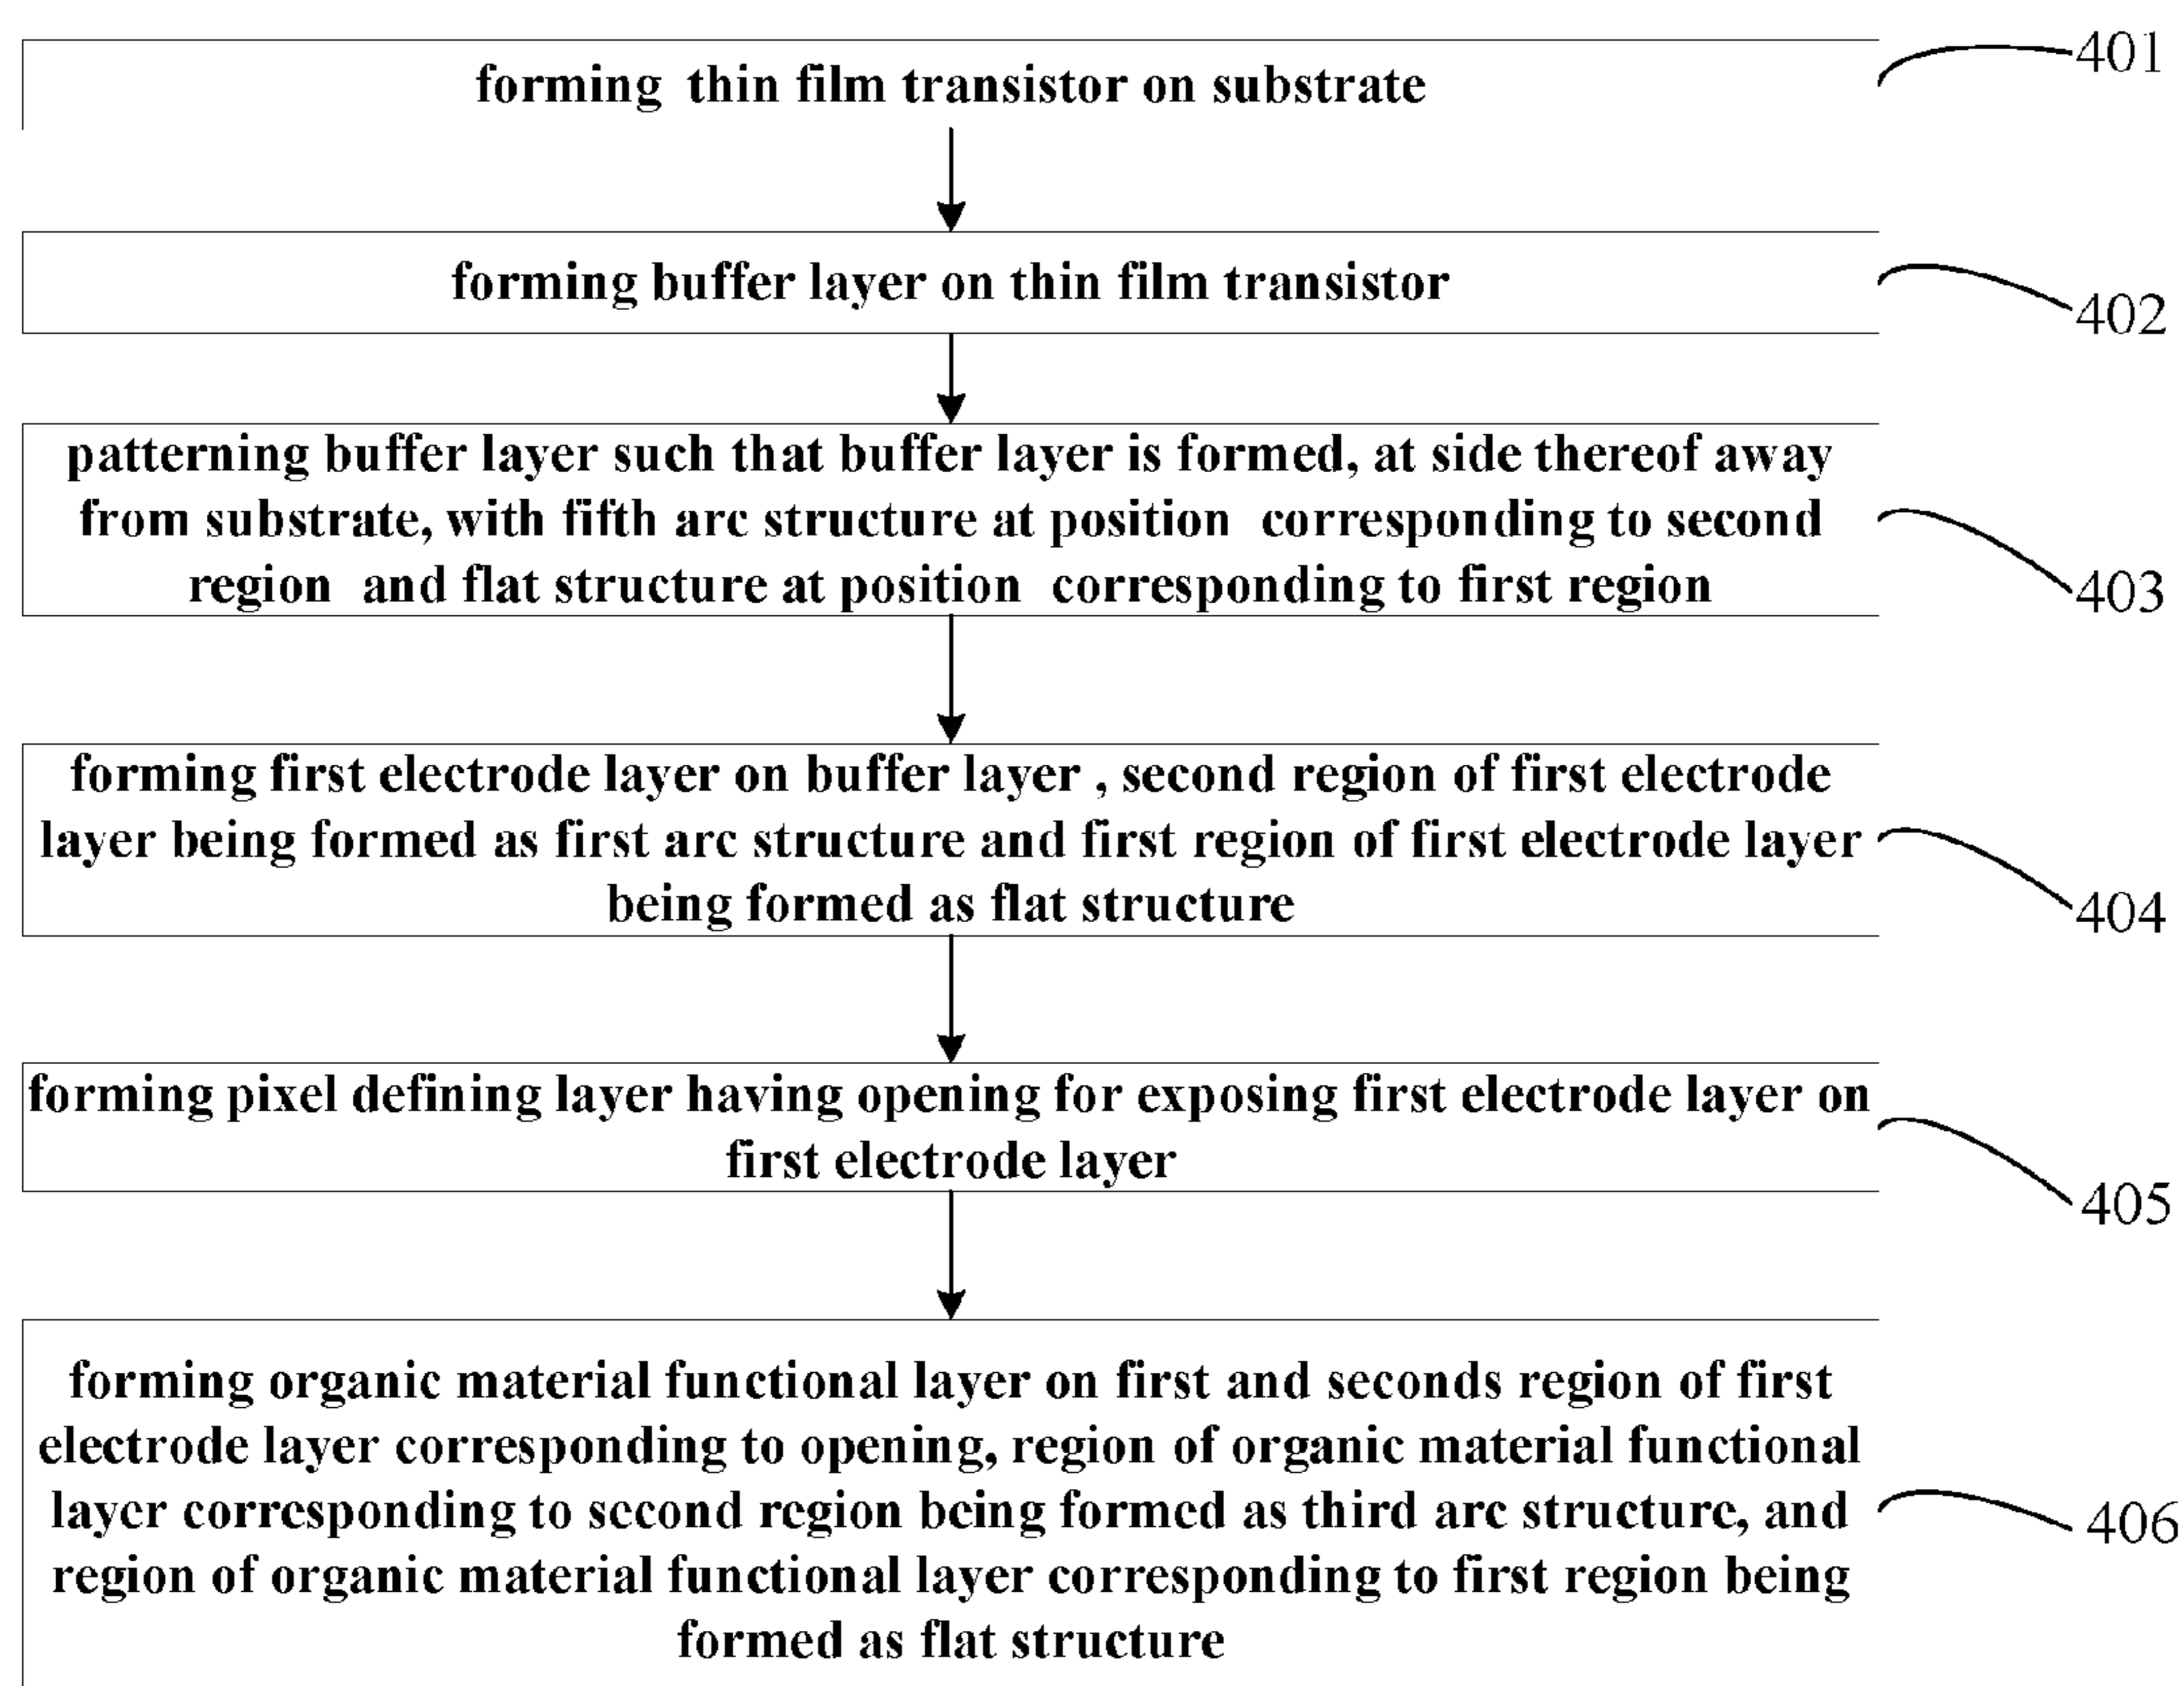 forming thin film transistor on substrate
401
forming buffer layer on thin film transistor
402
patterning buffer layer such that buffer layer is formed, at side thereof away
from substrate, with fifth arc structure at position corresponding to second
region and flat structure at position corresponding to first region
403
forming first electrode layer on buffer layer , second region of first electrode
layer being formed as first arc structure and first region of first electrode layer
being formed as flat structure
404
forming pixel defining layer having opening for exposing first electrode layer on
first electrode layer
405
forming organic material functional layer on first and seconds region of first
electrode layer corresponding to opening, region of organic material functional
layer corresponding to second region being formed as third arc structure, and
region of organic material functional layer corresponding to first region being
formed as flat structure
406